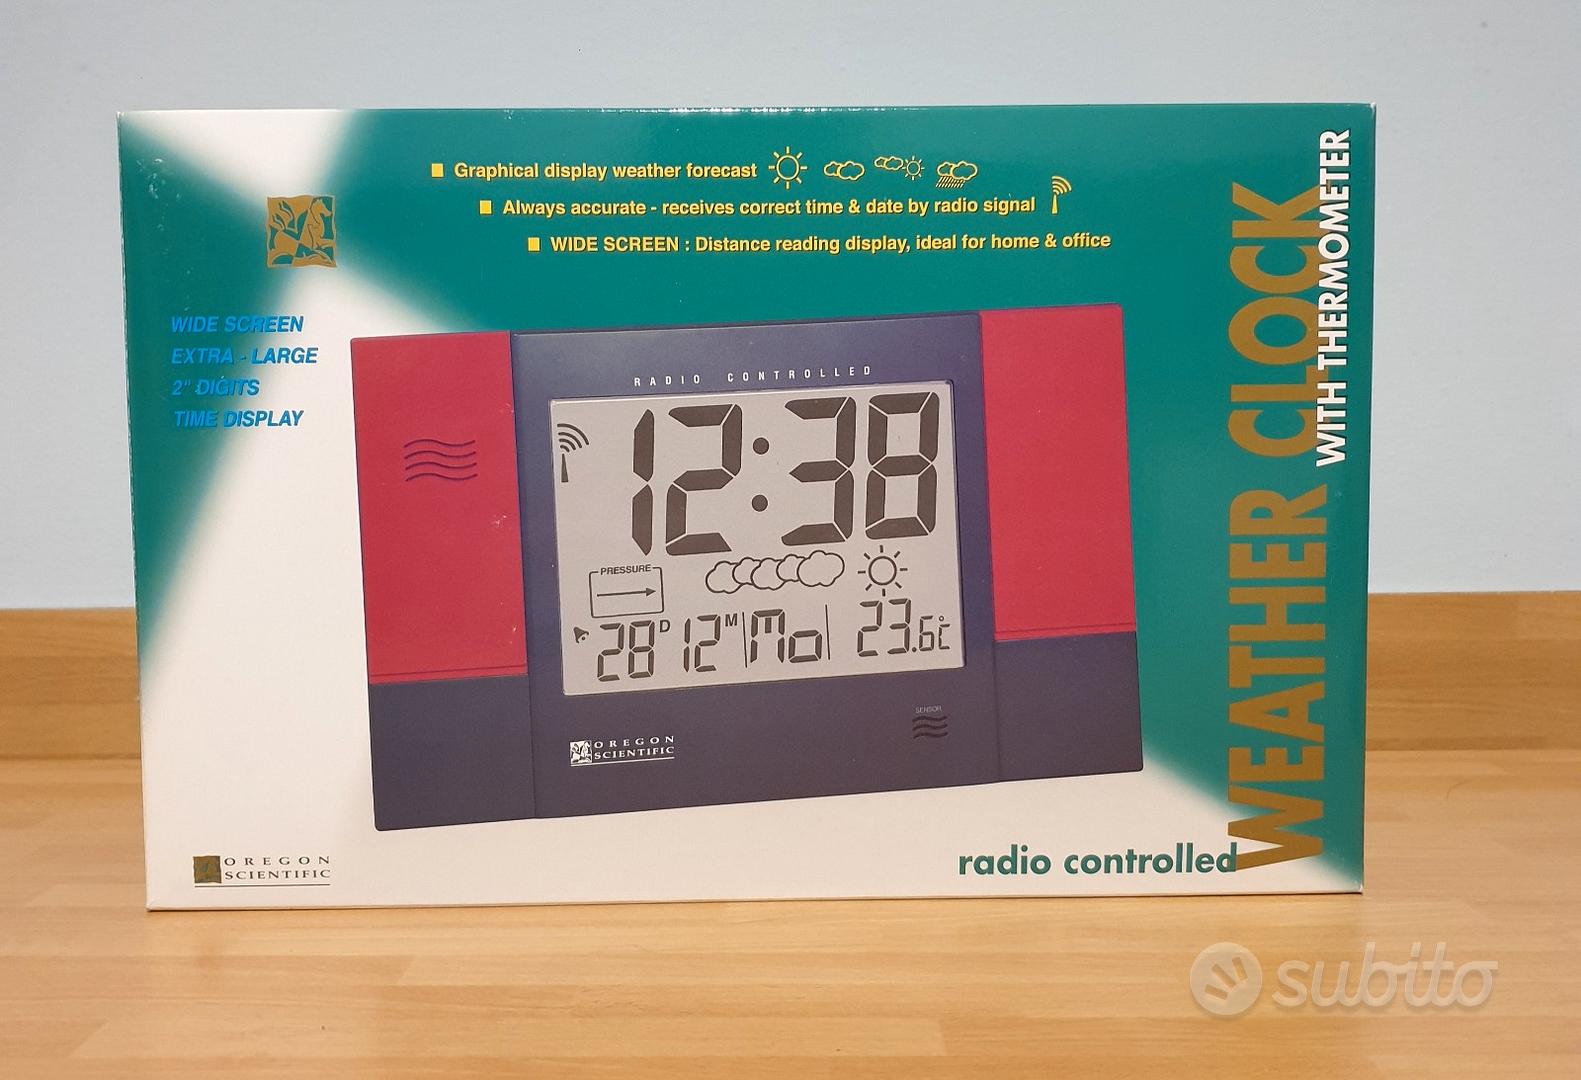 Graphical display weather forecast
Always accurate - receives correct time & date by radio signal
WIDE SCREEN : Distance reading display, ideal for home & office
WIDE SCREEN
EXTRA - LARGE
2" DIGITS
TIME DISPLAY
RADIO CONTROLLED
12:38
PRESSURE
28 D 12 M Mo 23.6°C
SENSOR
OREGON
SCIENTIFIC
WEATHER CLOCK
WITH THERMOMETER
radio controlled
OREGON
SCIENTIFIC
subito